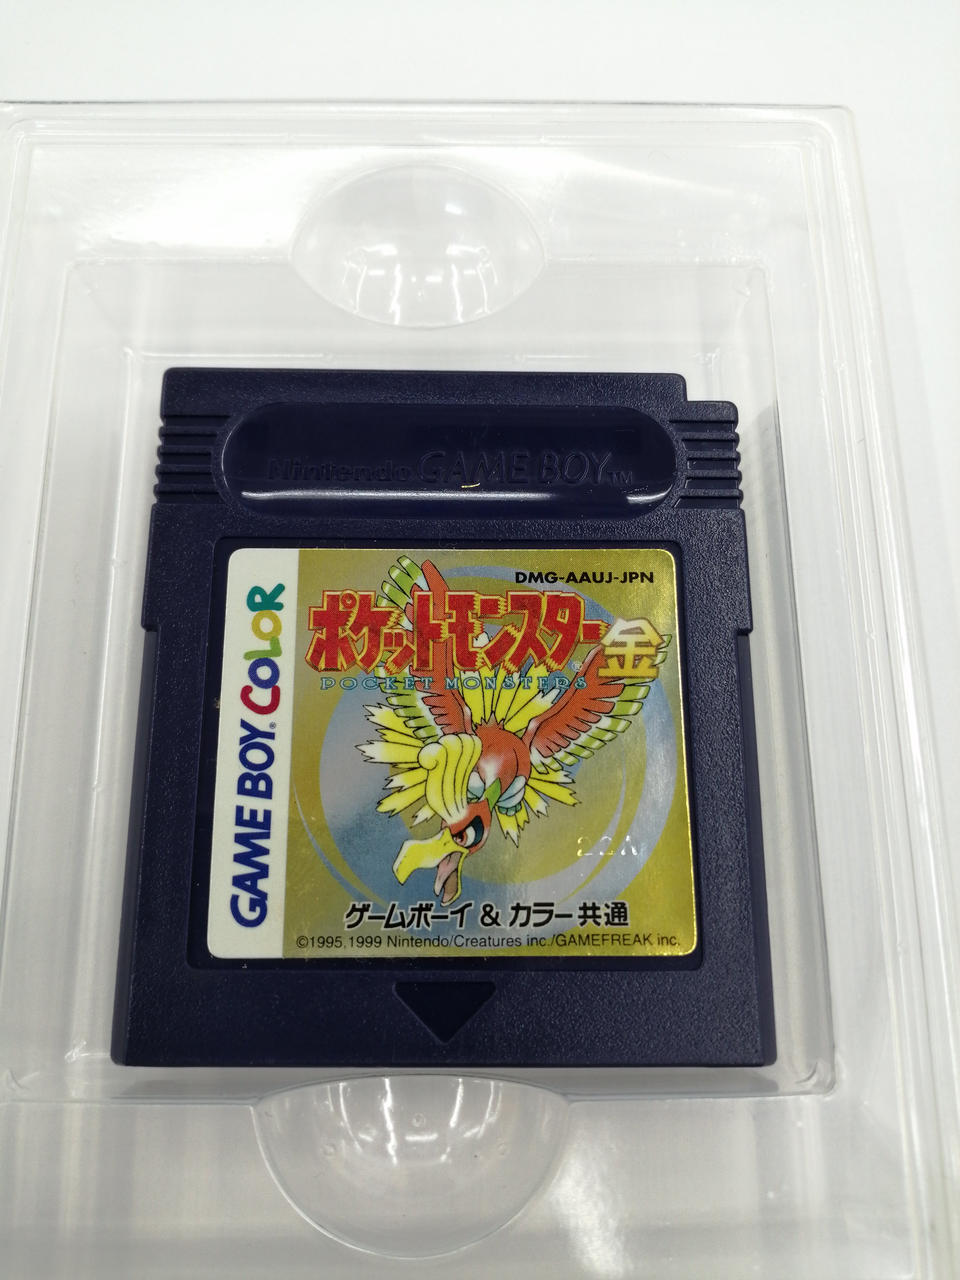 Nintendo GAME BOY™
GAME BOY COLOR
DMG-AAUJ-JPN
ポケットモンスター金
POCKET MONSTERS®
ゲームボーイ & カラー共通
©1995,1999 Nintendo/Creatures inc./GAMEFREAK inc.